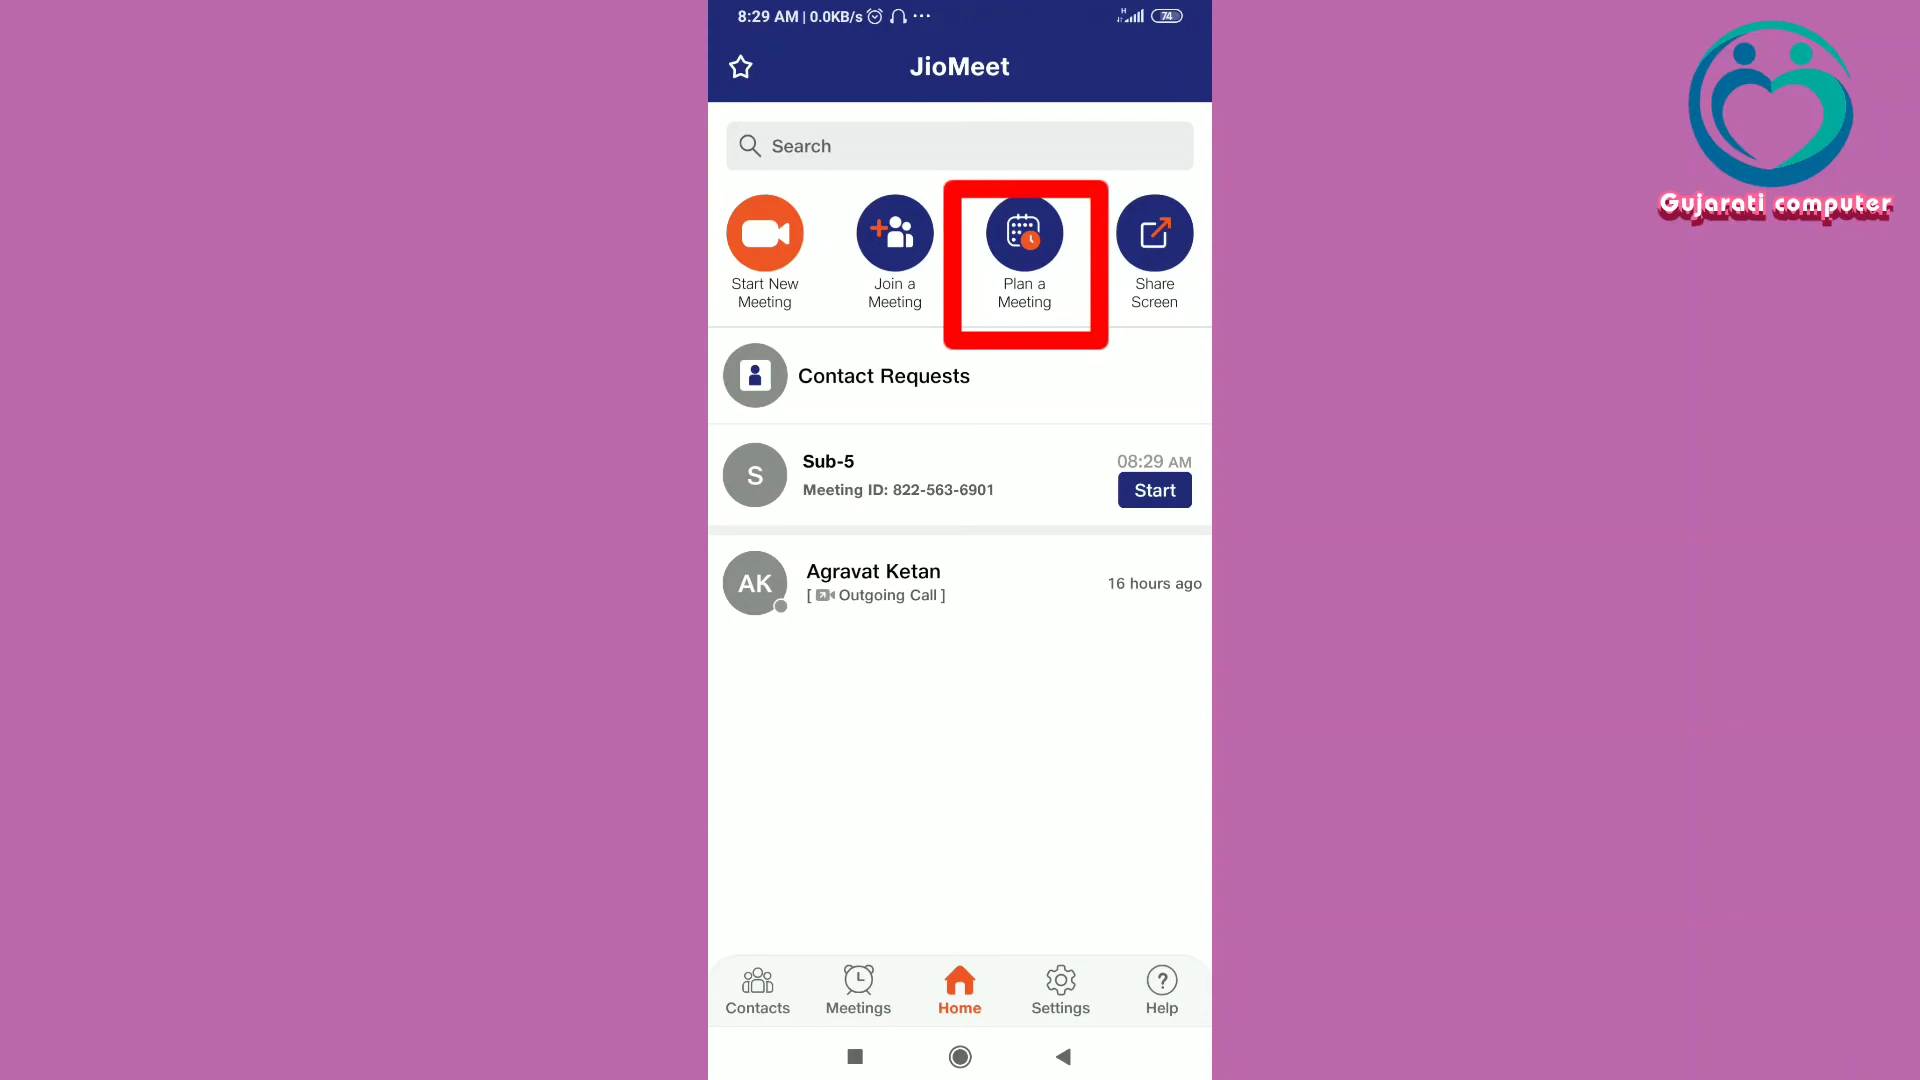 8:29 AM | 0.0KB/s
H
74
JioMeet
Search
Start New
Meeting
Join a
Meeting
Plan a
Meeting
Share
Screen
Contact Requests
S
Sub-5
08:29 AM
Meeting ID: 822-563-6901
Start
AK
Agravat Ketan
[ Outgoing Call ]
16 hours ago
Contacts
Meetings
Home
Settings
? Help
Gujarati computer